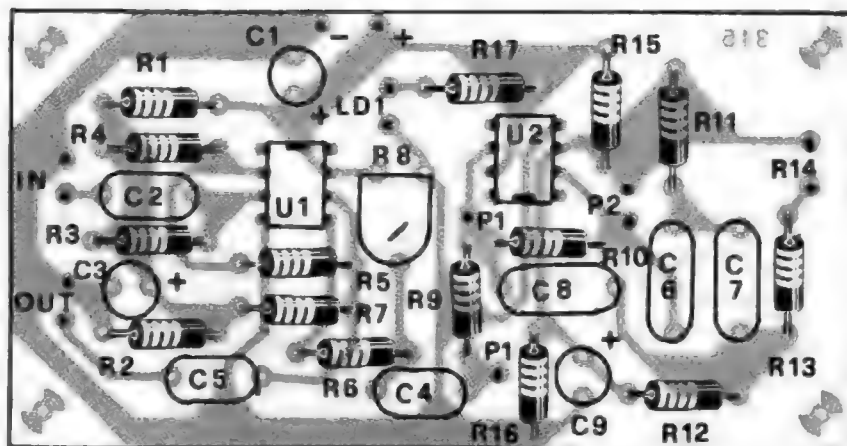 C1
-
+
R17
R15
315
R1
+
LD1
R4
U2
R11
R8
R14
IN
C2
U1
P1
P2
R3
C3
+
R5
R10
C6
C7
OUT
R7
R9
C8
R2
P1
+
R13
C5
R6
C4
R16
C9
R12